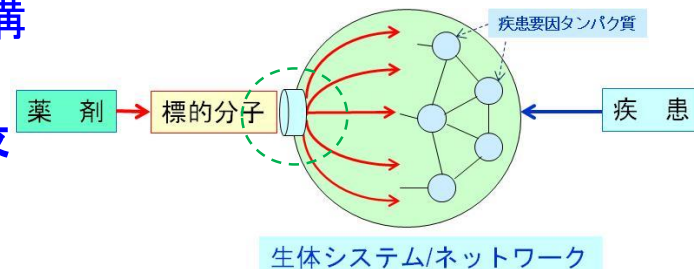 構
疾患要因タンパク質
薬 剤
標的分子
疾 患
生体システム/ネットワーク